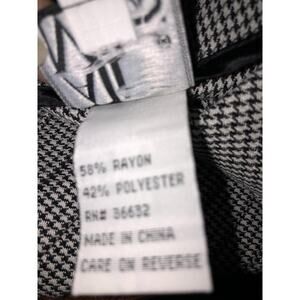 58% RAYON
42% POLYESTER
RN# 36632
MADE IN CHINA
CARE ON REVERSE